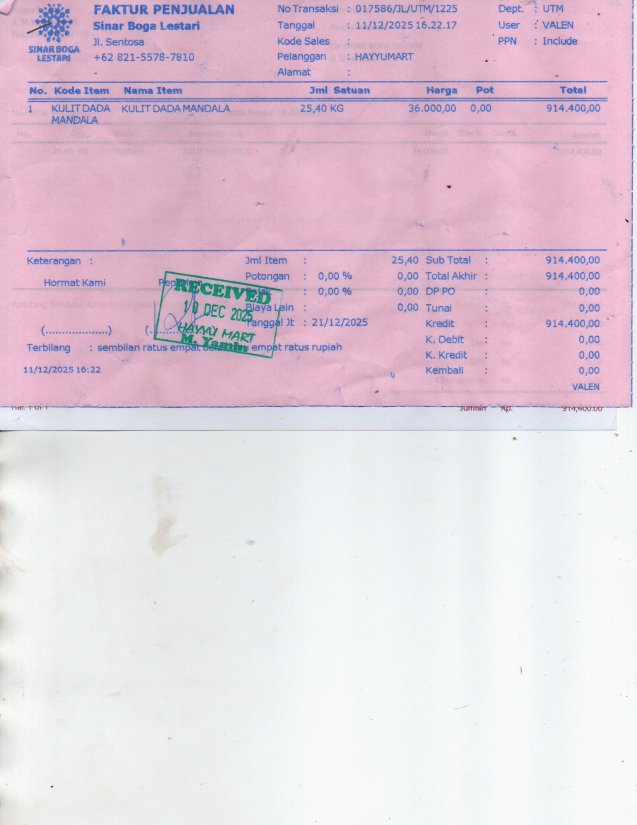 FAKTUR PENJUALAN
Sinar Boga Lestari
Jl. Sentosa
+62 821-5578-7810
-
SINAR BOGA
LESTARI
No Transaksi : 017586/JL/UTM/1225
Tanggal : 11/12/2025 16.22.17
Kode Sales :
Pelanggan : HAYYUMART
Alamat :
Dept. : UTM
User : VALEN
PPN : Include
No. Kode Item Nama Item Jml Satuan Harga Pot Total
1 KULIT DADA KULIT DADA MANDALA 25,40 KG 36.000,00 0,00 914.400,00
MANDALA
Keterangan :
Hormat Kami
(...................)
Jml Item : 25,40
Potongan : 0,00 % 0,00
: 0,00 % 0,00
Biaya Lain : 0,00
Tanggal Jt : 21/12/2025
Sub Total : 914.400,00
Total Akhir : 914.400,00
DP PO : 0,00
Tunai : 0,00
Kredit : 914.400,00
K. Debit : 0,00
K. Kredit : 0,00
Kembali : 0,00
VALEN
RECEIVED
DEC 2025
HAYYU MART
M. Yamin
Terbilang : sembilan ratus empat empat ratus rupiah
11/12/2025 16:22
Hal. 1 of 1
Jumlah Rp. 914,400.00